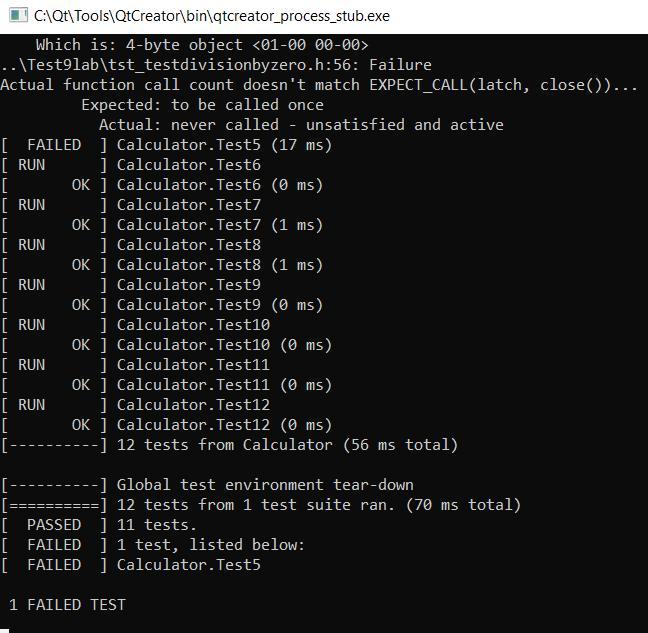 C:\Qt\Tools\QtCreator\bin\qtcreator_process_stub.exe
    Which is: 4-byte object <01-00 00-00>
..\Test9lab\tst_testdivisionbyzero.h:56: Failure
Actual function call count doesn't match EXPECT_CALL(latch, close())...
         Expected: to be called once
           Actual: never called - unsatisfied and active
[  FAILED  ] Calculator.Test5 (17 ms)
[ RUN      ] Calculator.Test6
[       OK ] Calculator.Test6 (0 ms)
[ RUN      ] Calculator.Test7
[       OK ] Calculator.Test7 (1 ms)
[ RUN      ] Calculator.Test8
[       OK ] Calculator.Test8 (1 ms)
[ RUN      ] Calculator.Test9
[       OK ] Calculator.Test9 (0 ms)
[ RUN      ] Calculator.Test10
[       OK ] Calculator.Test10 (0 ms)
[ RUN      ] Calculator.Test11
[       OK ] Calculator.Test11 (0 ms)
[ RUN      ] Calculator.Test12
[       OK ] Calculator.Test12 (0 ms)
[----------] 12 tests from Calculator (56 ms total)

[----------] Global test environment tear-down
[==========] 12 tests from 1 test suite ran. (70 ms total)
[  PASSED  ] 11 tests.
[  FAILED  ] 1 test, listed below:
[  FAILED  ] Calculator.Test5

 1 FAILED TEST